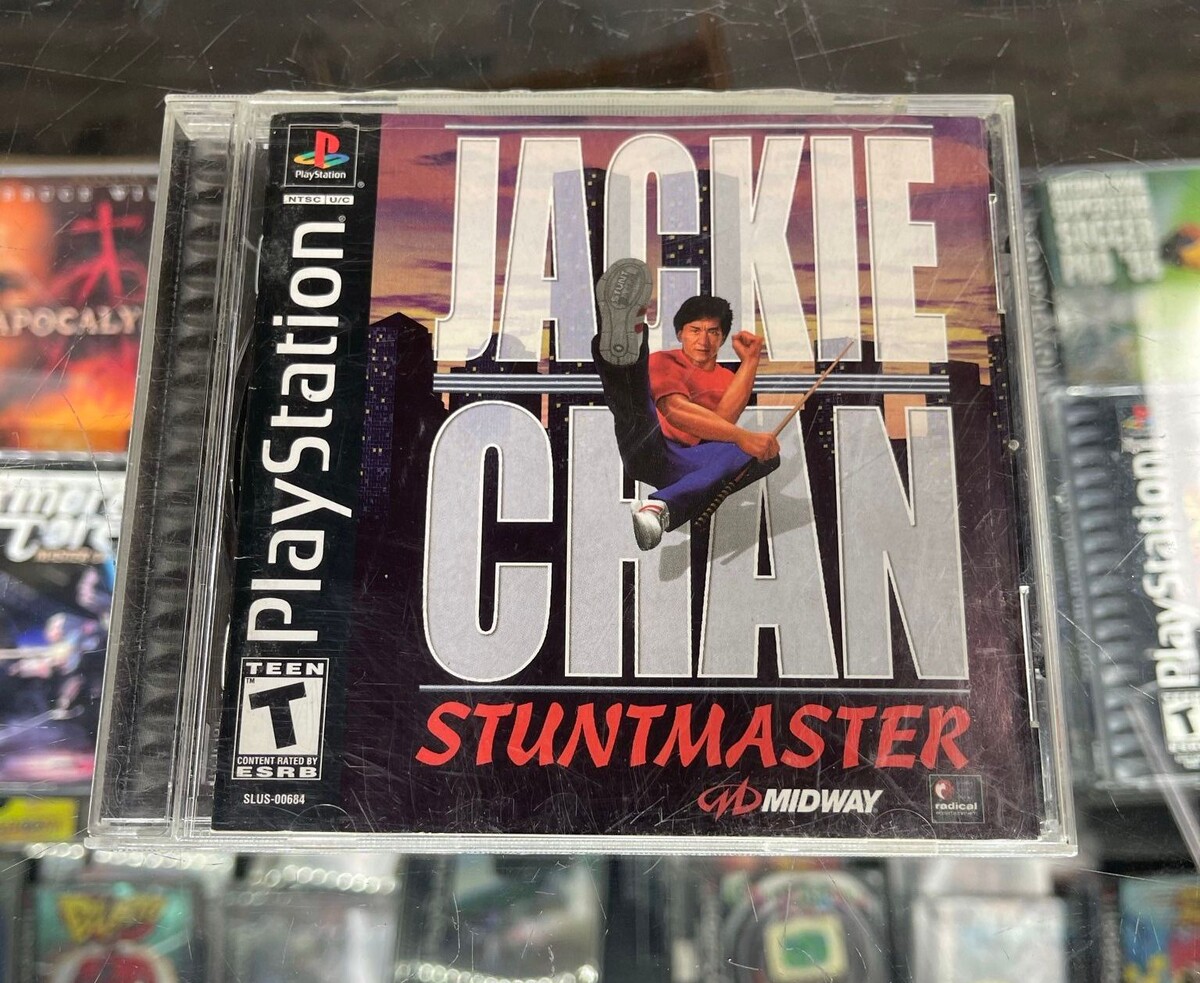 PlayStation
®
NTSC U/C
PlayStation®
JACKIE
CHAN
STUNTMASTER
TEEN
T
CONTENT RATED BY
ESRB
SLUS-00684
MIDWAY
radical
APOCALY
PlayStation